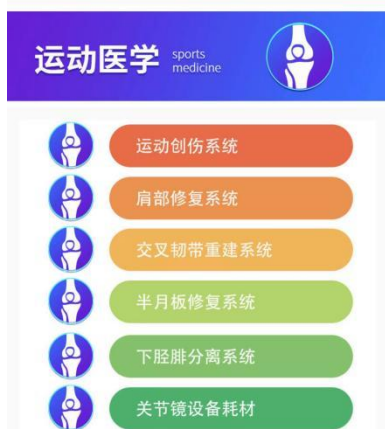 运动医学
sports
medicine
运动创伤系统
肩部修复系统
交叉韧带重建系统
半月板修复系统
下胫腓分离系统
关节镜设备耗材